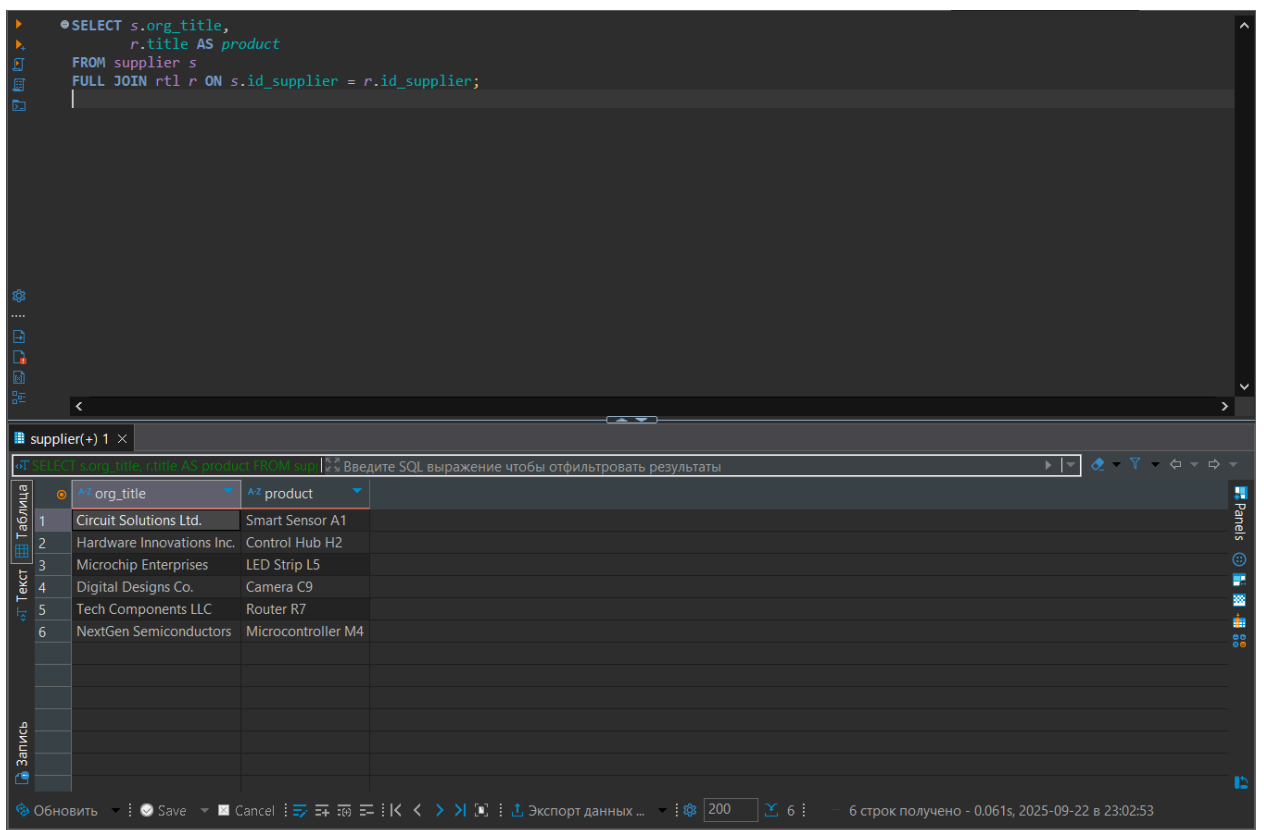 SELECT s.org_title,
r.title AS product
FROM supplier s
FULL JOIN rtl r ON s.id_supplier = r.id_supplier;
supplier(+) 1
SELECT s.org_title, r.title AS product FROM sup
Введите SQL выражение чтобы отфильтровать результаты
Таблица
Текст
Запись
Panels
A-Z org_title A-Z product
1 Circuit Solutions Ltd. Smart Sensor A1
2 Hardware Innovations Inc. Control Hub H2
3 Microchip Enterprises LED Strip L5
4 Digital Designs Co. Camera C9
5 Tech Components LLC Router R7
6 NextGen Semiconductors Microcontroller M4
Обновить Save Cancel Экспорт данных ... 200 6 6 строк получено - 0.061s, 2025-09-22 в 23:02:53